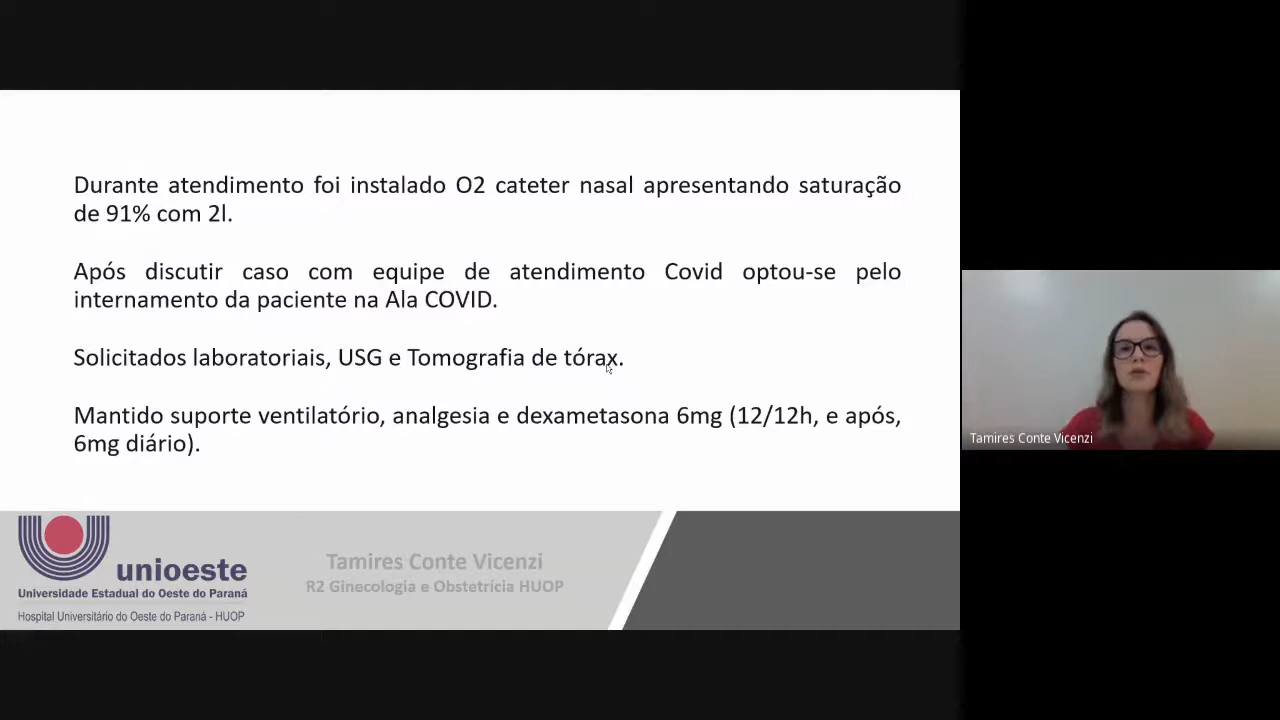 Durante atendimento foi instalado O2 cateter nasal apresentando saturação
de 91% com 2l.
Após discutir caso com equipe de atendimento Covid optou-se pelo
internamento da paciente na Ala COVID.
Solicitados laboratoriais, USG e Tomografia de tórax.
Mantido suporte ventilatório, analgesia e dexametasona 6mg (12/12h, e após,
6mg diário).
Tamires Conte Vicenzi
unioeste
Universidade Estadual do Oeste do Paraná
Hospital Universitário do Oeste do Paraná - HUOP
Tamires Conte Vicenzi
R2 Ginecologia e Obstetrícia HUOP